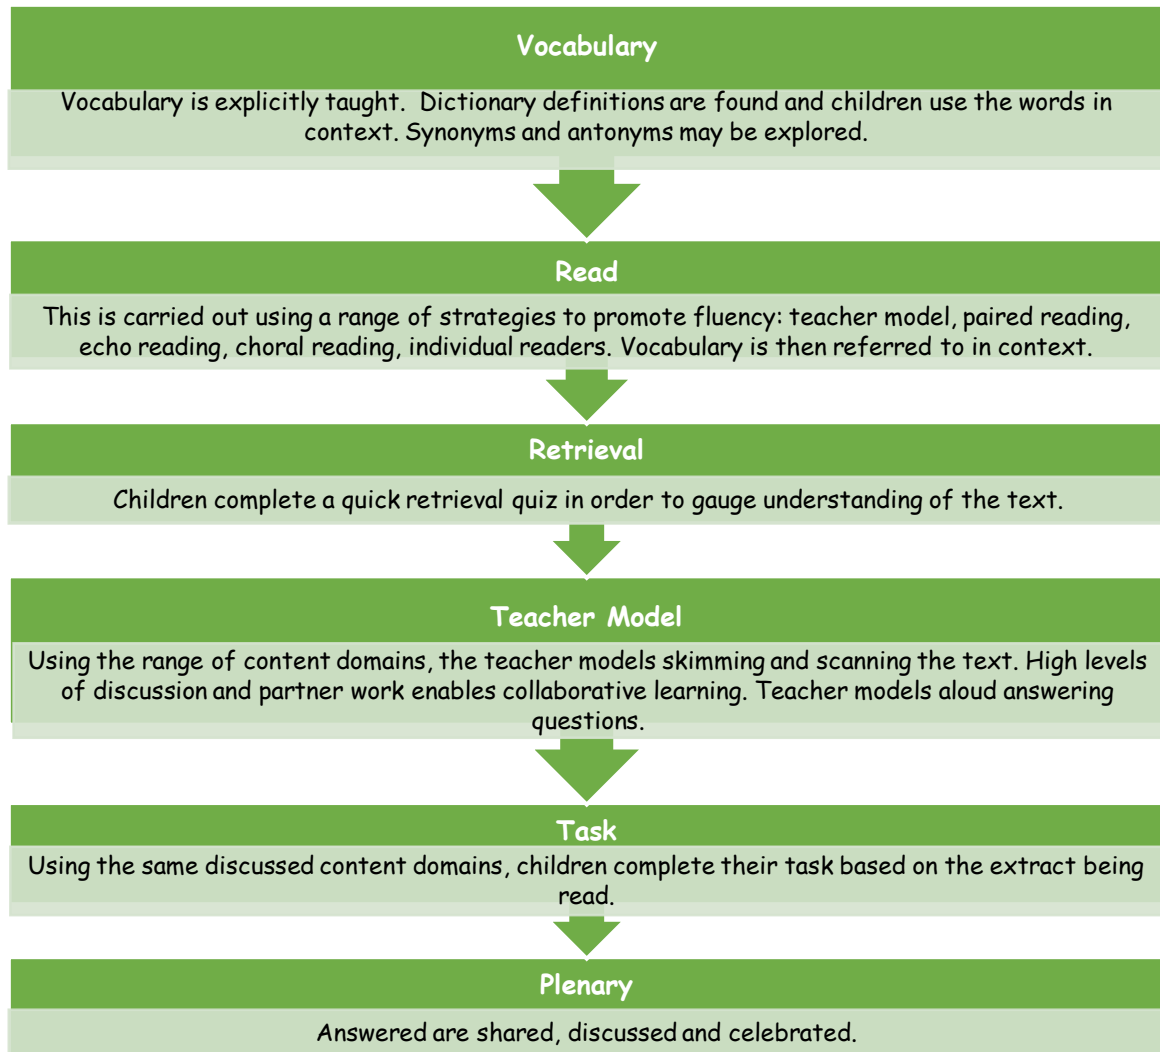 Vocabulary
Vocabulary is explicitly taught.  Dictionary definitions are found and children use the words in
context. Synonyms and antonyms may be explored.
Read
This is carried out using a range of strategies to promote fluency: teacher model, paired reading,
echo reading, choral reading, individual readers. Vocabulary is then referred to in context.
Retrieval
Children complete a quick retrieval quiz in order to gauge understanding of the text.
Teacher Model
Using the range of content domains, the teacher models skimming and scanning the text. High levels
of discussion and partner work enables collaborative learning. Teacher models aloud answering
questions.
Task
Using the same discussed content domains, children complete their task based on the extract being
read.
Plenary
Answered are shared, discussed and celebrated.